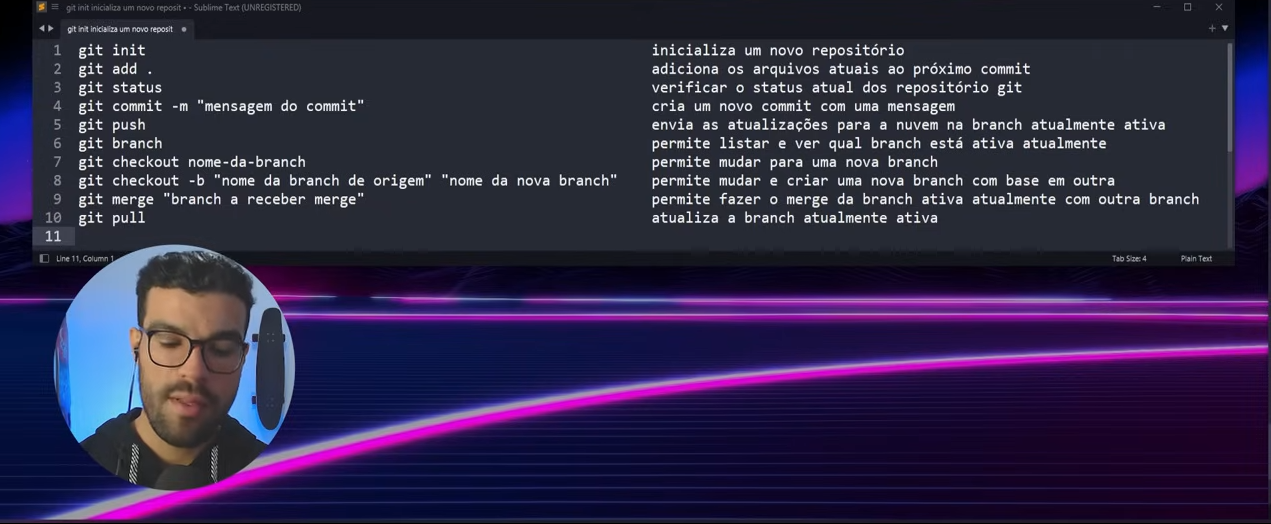 git init inicializa um novo reposit • - Sublime Text (UNREGISTERED)
git init inicializa um novo reposit
1 git init inicializa um novo repositório
2 git add . adiciona os arquivos atuais ao próximo commit
3 git status verificar o status atual dos repositório git
4 git commit -m "mensagem do commit" cria um novo commit com uma mensagem
5 git push envia as atualizações para a nuvem na branch atualmente ativa
6 git branch permite listar e ver qual branch está ativa atualmente
7 git checkout nome-da-branch permite mudar para uma nova branch
8 git checkout -b "nome da branch de origem" "nome da nova branch" permite mudar e criar uma nova branch com base em outra
9 git merge "branch a receber merge" permite fazer o merge da branch ativa atualmente com outra branch
10 git pull atualiza a branch atualmente ativa
11
Line 11, Column 1 Tab Size: 4 Plain Text